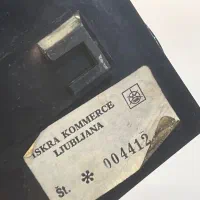 ISKRA KOMMERCE
LJUBLJANA
Št. * 004412